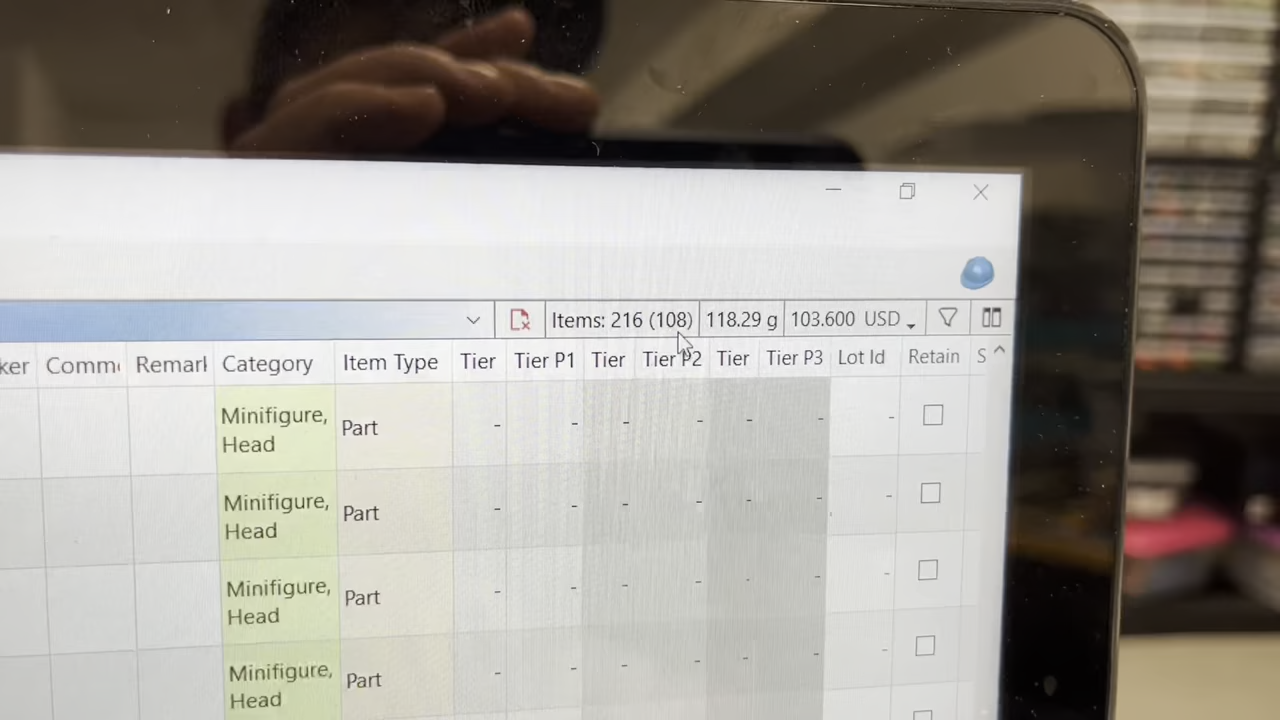 Items: 216 (108) 118.29 g 103.600 USD
ker Comm Remark Category Item Type Tier Tier P1 Tier Tier P2 Tier Tier P3 Lot Id Retain S
Minifigure,
Head
Part - - - - - - -
Minifigure,
Head
Part - - - - - - -
Minifigure,
Head
Part - - - - - - -
Minifigure,
Head
Part - - - - - - -